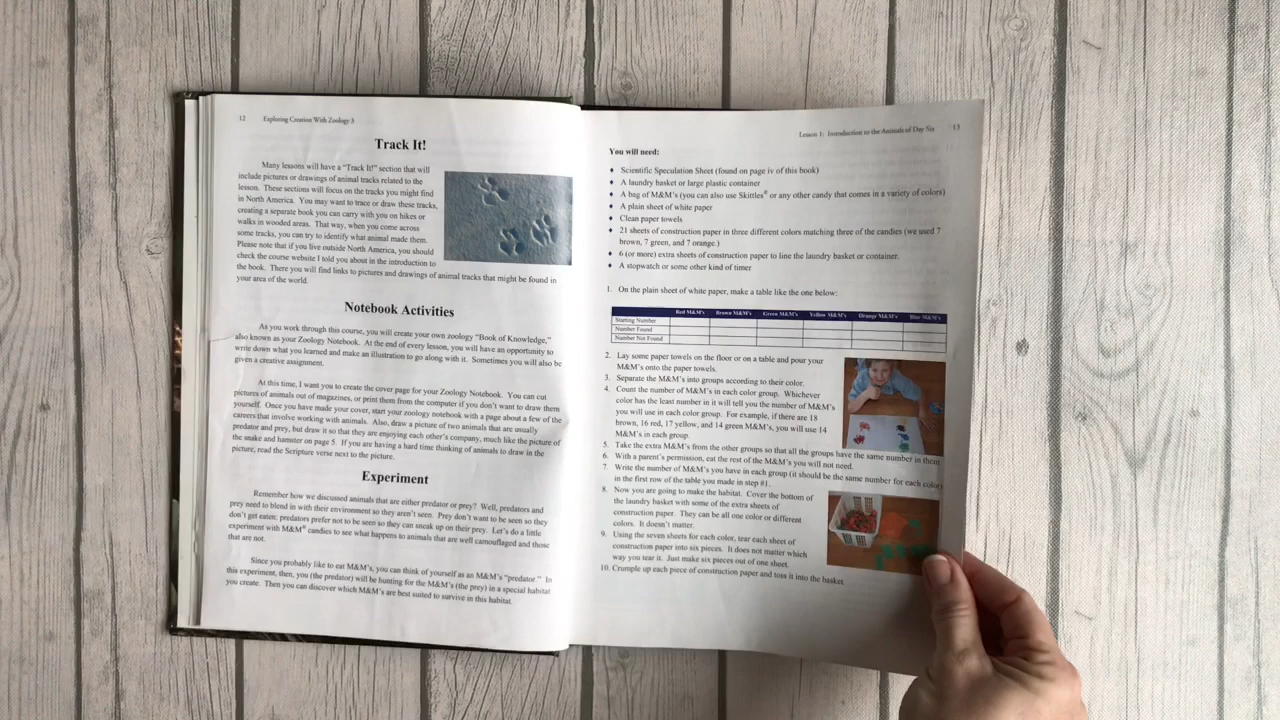 12 Exploring Creation With Zoology 3
Track It!
Many lessons will have a "Track It!" section that will
include pictures or drawings of animal tracks related to the
lesson. These sections will focus on the tracks you might find
in North America. You may want to trace or draw these tracks,
creating a separate book you can carry with you on hikes or
walks in wooded areas. That way, when you come across
some tracks, you can try to identify what animal made them.
Please note that if you live outside North America, you should
check the course website I told you about in the introduction to
the book. There you will find links to pictures and drawings of animal tracks that might be found in
your area of the world.
Notebook Activities
As you work through this course, you will create your own zoology "Book of Knowledge,"
also known as your Zoology Notebook. At the end of every lesson, you will have an opportunity to
write down what you learned and make an illustration to go along with it. Sometimes you will also be
given a creative assignment.
At this time, I want you to create the cover page for your Zoology Notebook. You can cut
pictures of animals out of magazines, or print them from the computer if you don't want to draw them
yourself. Once you have made your cover, start your zoology notebook with a page about a few of the
careers that involve working with animals. Also, draw a picture of two animals that are usually
predator and prey, but draw it so that they are enjoying each other's company, much like the picture of
the snake and hamster on page 5. If you are having a hard time thinking of animals to draw in the
picture, read the Scripture verse next to the picture.
Experiment
Remember how we discussed animals that are either predator or prey? Well, predators and
prey need to blend in with their environment so they aren't seen. Prey don't want to be seen so they
don't get eaten; predators prefer not to be seen so they can sneak up on their prey. Let's do a little
experiment with M&M® candies to see what happens to animals that are well camouflaged and those
that are not.
Since you probably like to eat M&M's, you can think of yourself as an M&M's "predator." In
this experiment, then, you (the predator) will be hunting for the M&M's (the prey) in a special habitat
you create. Then you can discover which M&M's are best suited to survive in this habitat.
Lesson 1: Introduction to the Animals of Day Six 13
You will need:
♦ Scientific Speculation Sheet (found on page iv of this book)
♦ A laundry basket or large plastic container
♦ A bag of M&M's (you can also use Skittles® or any other candy that comes in a variety of colors)
♦ A plain sheet of white paper
♦ Clean paper towels
♦ 21 sheets of construction paper in three different colors matching three of the candies (we used 7
brown, 7 green, and 7 orange.)
♦ 6 (or more) extra sheets of construction paper to line the laundry basket or container.
♦ A stopwatch or some other kind of timer
1. On the plain sheet of white paper, make a table like the one below:
Red M&M's Brown M&M's Green M&M's Yellow M&M's Orange M&M's Blue M&M's
Starting Number
Number Found
Number Not Found
2. Lay some paper towels on the floor or on a table and pour your
M&M's onto the paper towels.
3. Separate the M&M's into groups according to their color.
4. Count the number of M&M's in each color group. Whichever
color has the least number in it will tell you the number of M&M's
you will use in each color group. For example, if there are 18
brown, 16 red, 17 yellow, and 14 green M&M's, you will use 14
M&M's in each group.
5. Take the extra M&M's from the other groups so that all the groups have the same number in them
6. With a parent's permission, eat the rest of the M&M's you will not need.
7. Write the number of M&M's you have in each group (it should be the same number for each color)
in the first row of the table you made in step #1.
8. Now you are going to make the habitat. Cover the bottom of
the laundry basket with some of the extra sheets of
construction paper. They can be all one color or different
colors. It doesn't matter.
9. Using the seven sheets for each color, tear each sheet of
construction paper into six pieces. It does not matter which
way you tear it. Just make six pieces out of one sheet.
10. Crumple up each piece of construction paper and toss it into the basket.